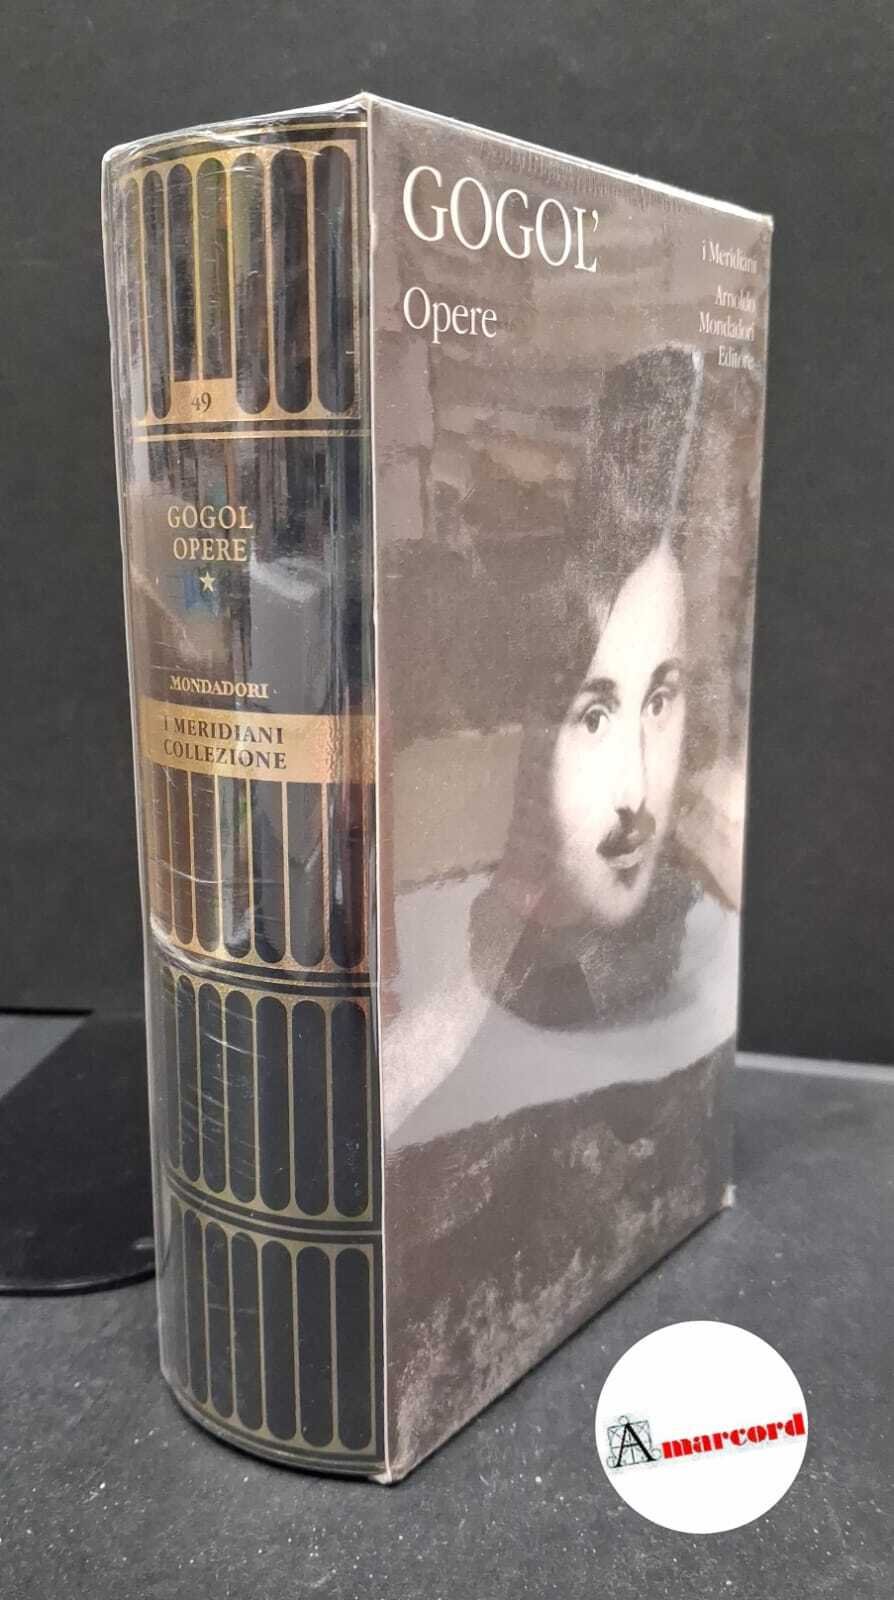 GOGOL'
Opere
i Meridiani
Arnoldo
Mondadori
Editore
49
GOGOL
OPERE
MONDADORI
I MERIDIANI
COLLEZIONE
Amarcord